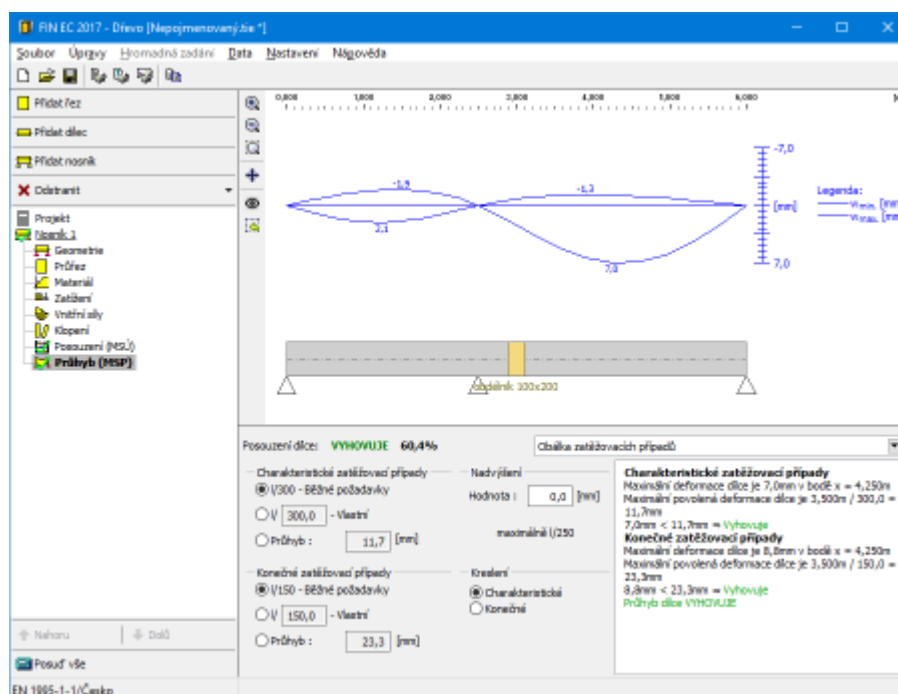 FIN EC 2017 - Dřevo [Nepojmenovaný.tie *]
Soubor Úpravy Hromadná zadání Data Nastavení Nápověda
Přidat řez
Přidat dílec
Přidat nosník
Odstranit
Projekt
Nosník 1
Geometrie
Průřez
Materiál
Zatížení
Vnitřní síly
Klopení
Posouzení (MSÚ)
Průhyb (MSP)
Nahoru Dolů
Posuď vše
EN 1995-1-1/Česko
0,000 1,000 2,000 3,000 4,000 5,000 6,000
-1,9
-1,3
2,1
7,0
-7,0
[mm]
7,0
Legenda:
w min. [mm
w max. [mm
obdélník 100x200
Posouzení dílce: VYHOVUJE 60,4%
Obálka zatěžovacích případů
Charakteristické zatěžovací případy
l/300 - Běžné požadavky
l/ 300,0 - Vlastní
Průhyb : 11,7 [mm]
Konečné zatěžovací případy
l/150 - Běžné požadavky
l/ 150,0 - Vlastní
Průhyb : 23,3 [mm]
Nadvýšení
Hodnota : 0,0 [mm]
maximálně l/250
Kreslení
Charakteristické
Konečné
Charakteristické zatěžovací případy
Maximální deformace dílce je 7,0mm v bodě x = 4,250m
Maximální povolená deformace dílce je 3,500m / 300,0 =
11,7mm
7,0mm < 11,7mm = Vyhovuje
Konečné zatěžovací případy
Maximální deformace dílce je 8,8mm v bodě x = 4,250m
Maximální povolená deformace dílce je 3,500m / 150,0 =
23,3mm
8,8mm < 23,3mm = Vyhovuje
Průhyb dílce VYHOVUJE